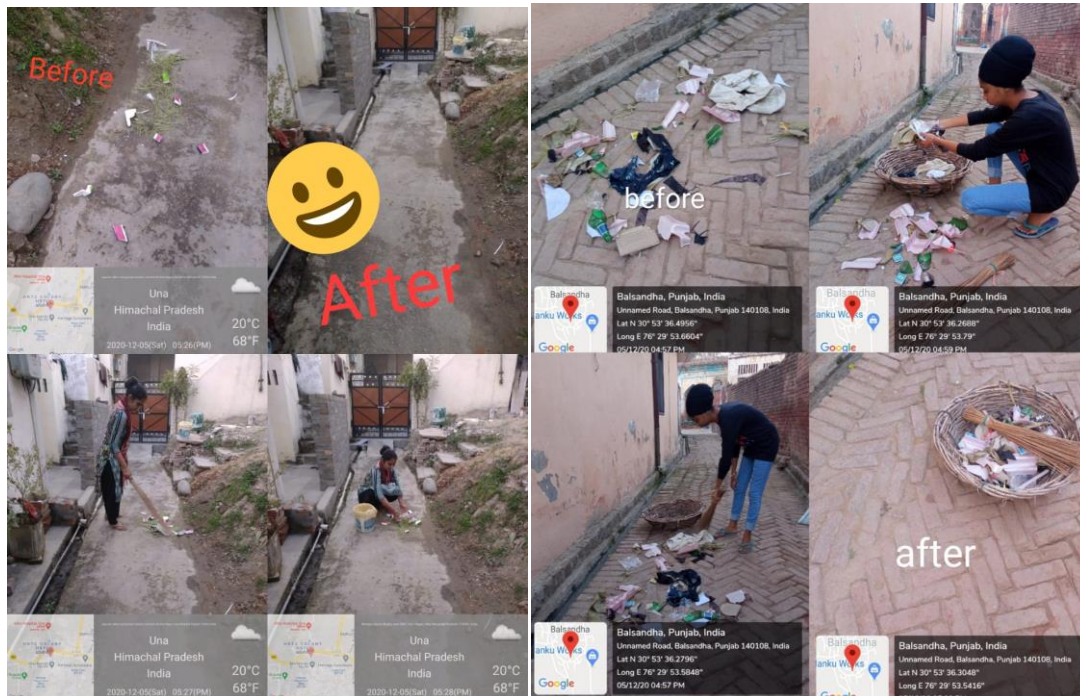 Before
After
Una
Himachal Pradesh
India
20°C
68°F
2020-12-05(Sat) 05:26(PM)
before
Balsandha
Google
Balsandha, Punjab, India
Unnamed Road, Balsandha, Punjab 140108, India
Lat N 30° 53' 36.4956"
Long E 76° 29' 53.6604"
05/12/20 04:57 PM
Balsandha, Punjab, India
Unnamed Road, Balsandha, Punjab 140108, India
Lat N 30° 53' 36.2688"
Long E 76° 29' 53.79"
05/12/20 04:59 PM
Una
Himachal Pradesh
India
20°C
68°F
2020-12-05(Sat) 05:27(PM)
Una
Himachal Pradesh
India
20°C
68°F
2020-12-05(Sat) 05:28(PM)
Google
Balsandha, Punjab, India
Unnamed Road, Balsandha, Punjab 140108, India
Lat N 30° 53' 36.2796"
Long E 76° 29' 53.5848"
05/12/20 04:57 PM
after
Balsandha
Balsandha, Punjab, India
Unnamed Road, Balsandha, Punjab 140108, India
Lat N 30° 53' 36.3048"
Long E 76° 29' 53.5416"